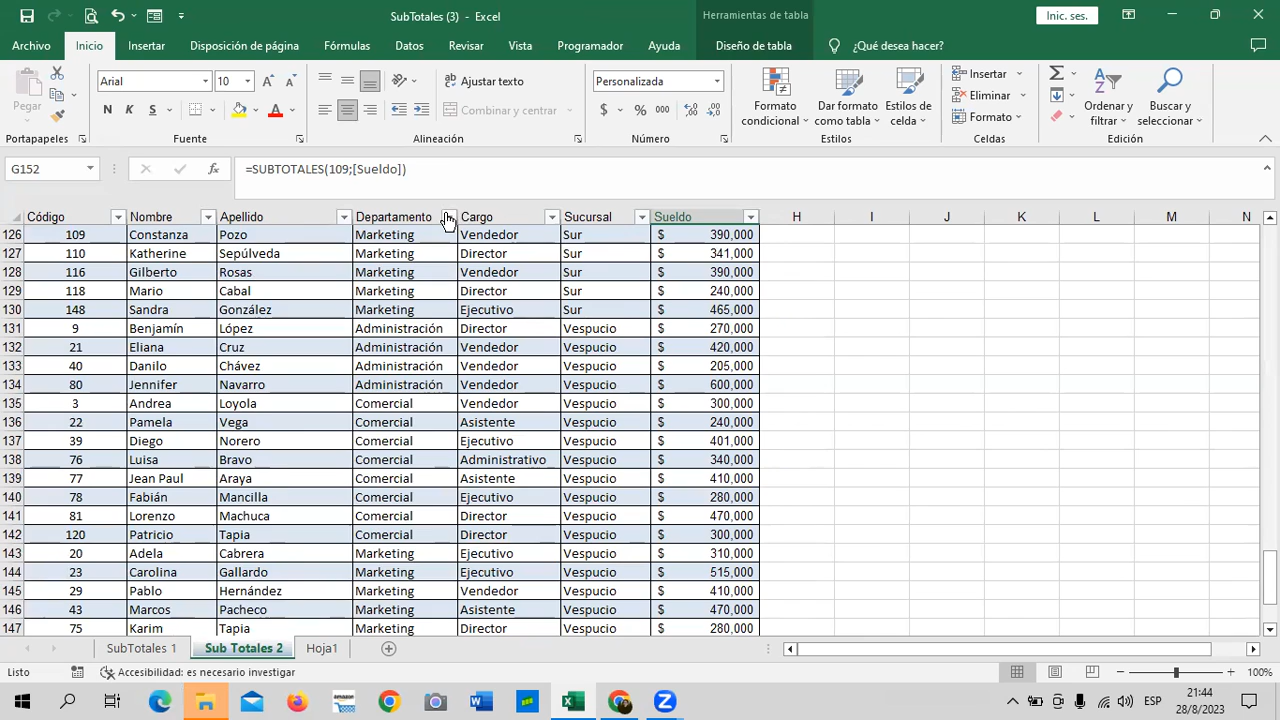 SubTotales (3) - Excel
Herramientas de tabla
Inic. ses.
Archivo Inicio Insertar Disposición de página Fórmulas Datos Revisar Vista Programador Ayuda Diseño de tabla ¿Qué desea hacer?
Pegar
Arial 10
N K S
Ajustar texto
Combinar y centrar
Personalizada
$ % 000
Formato condicional
Dar formato como tabla
Estilos de celda
Insertar
Eliminar
Formato
Ordenar y filtrar
Buscar y seleccionar
Portapapeles Fuente Alineación Número Estilos Celdas Edición
G152 fx =SUBTOTALES(109;[Sueldo])
Código Nombre Apellido Departamento Cargo Sucursal Sueldo H I J K L M N
126 109 Constanza Pozo Marketing Vendedor Sur $ 390,000
127 110 Katherine Sepúlveda Marketing Director Sur $ 341,000
128 116 Gilberto Rosas Marketing Vendedor Sur $ 390,000
129 118 Mario Cabal Marketing Director Sur $ 240,000
130 148 Sandra González Marketing Ejecutivo Sur $ 465,000
131 9 Benjamín López Administración Director Vespucio $ 270,000
132 21 Eliana Cruz Administración Vendedor Vespucio $ 420,000
133 40 Danilo Chávez Administración Vendedor Vespucio $ 205,000
134 80 Jennifer Navarro Administración Vendedor Vespucio $ 600,000
135 3 Andrea Loyola Comercial Vendedor Vespucio $ 300,000
136 22 Pamela Vega Comercial Asistente Vespucio $ 240,000
137 39 Diego Norero Comercial Ejecutivo Vespucio $ 401,000
138 76 Luisa Bravo Comercial Administrativo Vespucio $ 340,000
139 77 Jean Paul Araya Comercial Asistente Vespucio $ 410,000
140 78 Fabián Mancilla Comercial Ejecutivo Vespucio $ 280,000
141 81 Lorenzo Machuca Comercial Director Vespucio $ 470,000
142 120 Patricio Tapia Comercial Director Vespucio $ 300,000
143 20 Adela Cabrera Marketing Ejecutivo Vespucio $ 310,000
144 23 Carolina Gallardo Marketing Ejecutivo Vespucio $ 515,000
145 29 Pablo Hernández Marketing Vendedor Vespucio $ 410,000
146 43 Marcos Pacheco Marketing Asistente Vespucio $ 470,000
147 75 Karim Tapia Marketing Director Vespucio $ 280,000
SubTotales 1 Sub Totales 2 Hoja1
Listo Accesibilidad: es necesario investigar 100%
ESP 21:44
28/8/2023